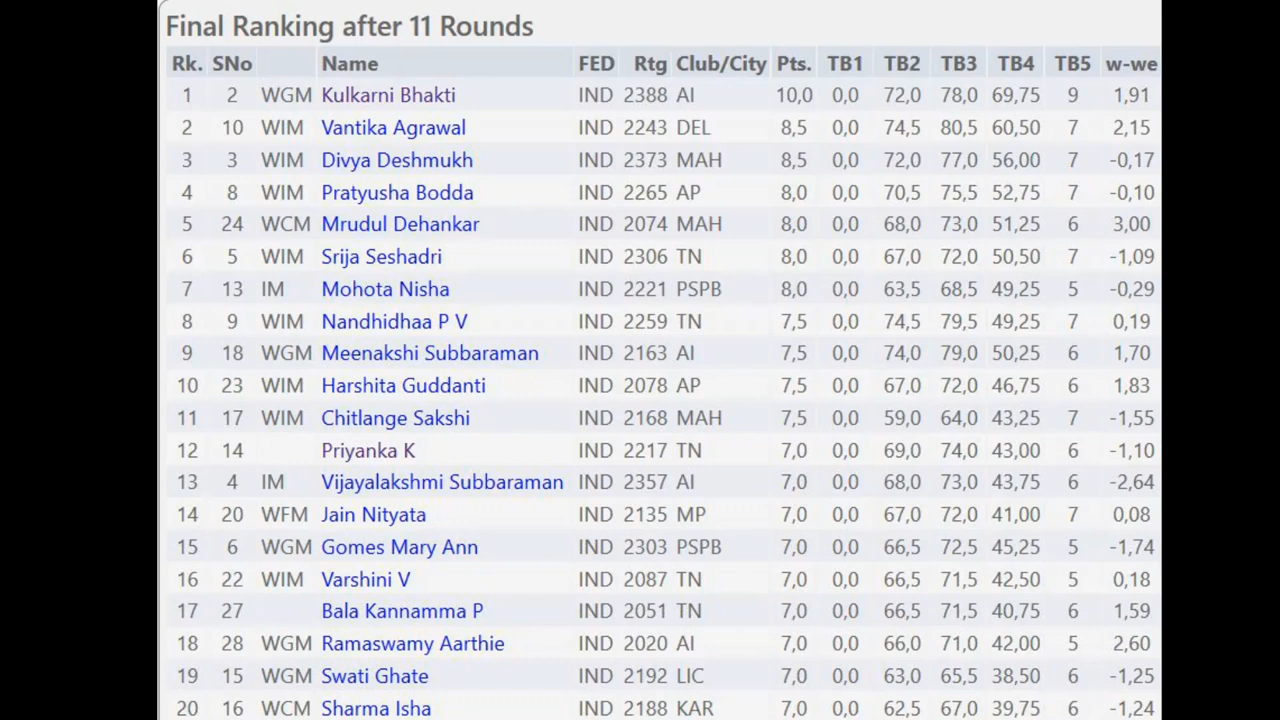 Final Ranking after 11 Rounds
Rk. SNo Name FED Rtg Club/City Pts. TB1 TB2 TB3 TB4 TB5 w-we
1 2 WGM Kulkarni Bhakti IND 2388 AI 10,0 0,0 72,0 78,0 69,75 9 1,91
2 10 WIM Vantika Agrawal IND 2243 DEL 8,5 0,0 74,5 80,5 60,50 7 2,15
3 3 WIM Divya Deshmukh IND 2373 MAH 8,5 0,0 72,0 77,0 56,00 7 -0,17
4 8 WIM Pratyusha Bodda IND 2265 AP 8,0 0,0 70,5 75,5 52,75 7 -0,10
5 24 WCM Mrudul Dehankar IND 2074 MAH 8,0 0,0 68,0 73,0 51,25 6 3,00
6 5 WIM Srija Seshadri IND 2306 TN 8,0 0,0 67,0 72,0 50,50 7 -1,09
7 13 IM Mohota Nisha IND 2221 PSPB 8,0 0,0 63,5 68,5 49,25 5 -0,29
8 9 WIM Nandhidhaa P V IND 2259 TN 7,5 0,0 74,5 79,5 49,25 7 0,19
9 18 WGM Meenakshi Subbaraman IND 2163 AI 7,5 0,0 74,0 79,0 50,25 6 1,70
10 23 WIM Harshita Guddanti IND 2078 AP 7,5 0,0 67,0 72,0 46,75 6 1,83
11 17 WIM Chitlange Sakshi IND 2168 MAH 7,5 0,0 59,0 64,0 43,25 7 -1,55
12 14 Priyanka K IND 2217 TN 7,0 0,0 69,0 74,0 43,00 6 -1,10
13 4 IM Vijayalakshmi Subbaraman IND 2357 AI 7,0 0,0 68,0 73,0 43,75 6 -2,64
14 20 WFM Jain Nityata IND 2135 MP 7,0 0,0 67,0 72,0 41,00 7 0,08
15 6 WGM Gomes Mary Ann IND 2303 PSPB 7,0 0,0 66,5 72,5 45,25 5 -1,74
16 22 WIM Varshini V IND 2087 TN 7,0 0,0 66,5 71,5 42,50 5 0,18
17 27 Bala Kannamma P IND 2051 TN 7,0 0,0 66,5 71,5 40,75 6 1,59
18 28 WGM Ramaswamy Aarthie IND 2020 AI 7,0 0,0 66,0 71,0 42,00 5 2,60
19 15 WGM Swati Ghate IND 2192 LIC 7,0 0,0 63,0 65,5 38,50 6 -1,25
20 16 WCM Sharma Isha IND 2188 KAR 7,0 0,0 62,5 67,0 39,75 6 -1,24